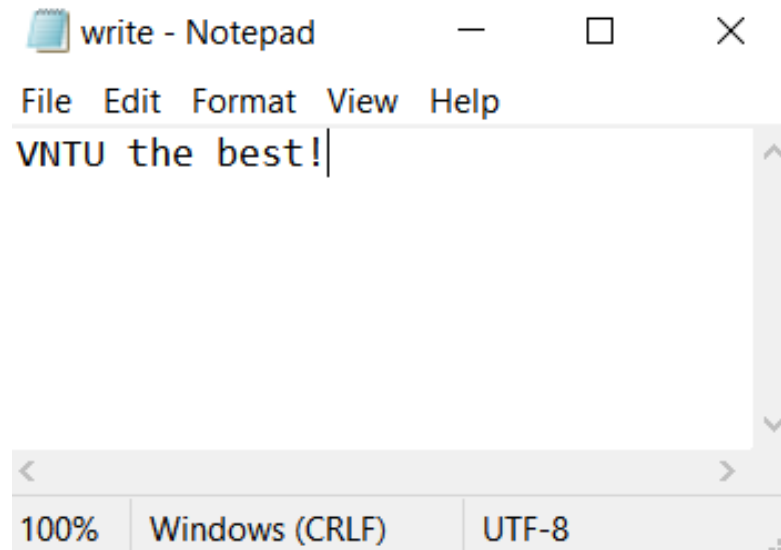 write - Notepad
File Edit Format View Help
VNTU the best!
100% Windows (CRLF) UTF-8